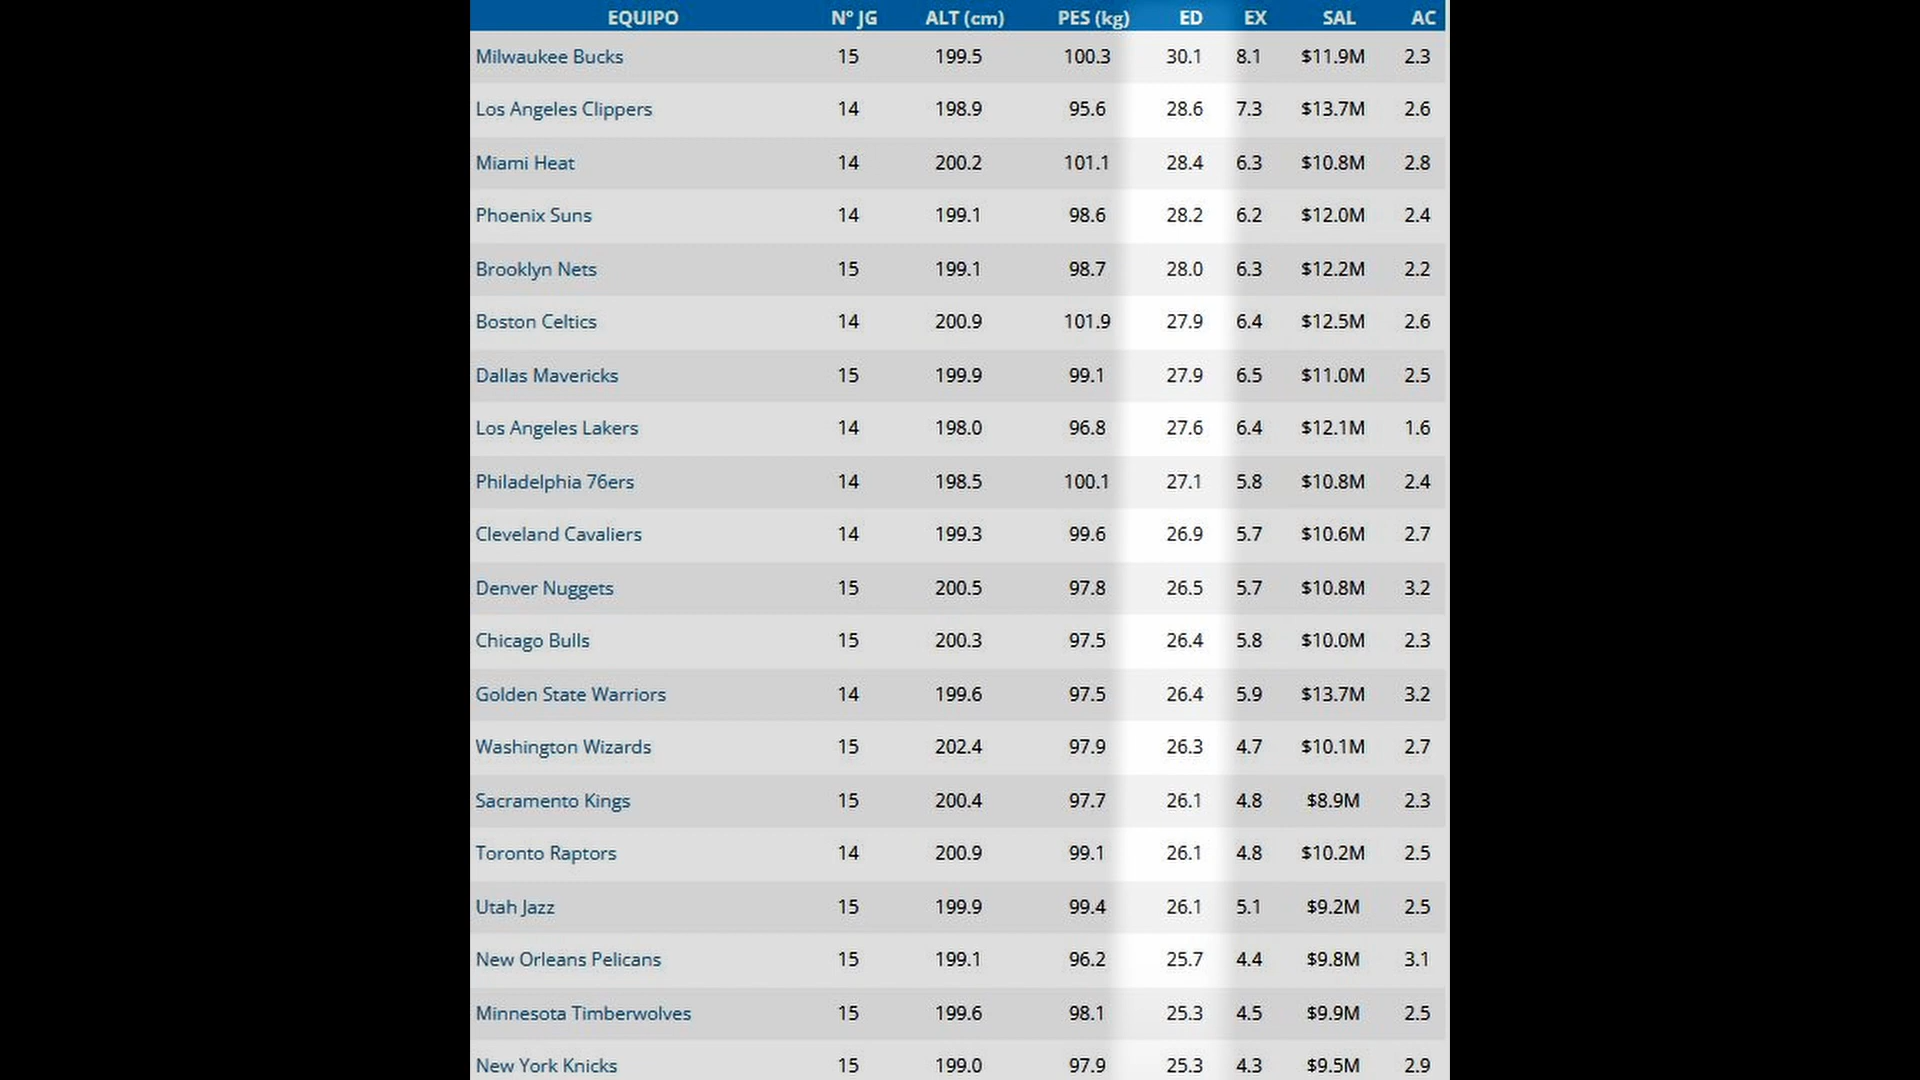 EQUIPO Nº JG ALT (cm) PES (kg) ED EX SAL AC
Milwaukee Bucks 15 199.5 100.3 30.1 8.1 $11.9M 2.3
Los Angeles Clippers 14 198.9 95.6 28.6 7.3 $13.7M 2.6
Miami Heat 14 200.2 101.1 28.4 6.3 $10.8M 2.8
Phoenix Suns 14 199.1 98.6 28.2 6.2 $12.0M 2.4
Brooklyn Nets 15 199.1 98.7 28.0 6.3 $12.2M 2.2
Boston Celtics 14 200.9 101.9 27.9 6.4 $12.5M 2.6
Dallas Mavericks 15 199.9 99.1 27.9 6.5 $11.0M 2.5
Los Angeles Lakers 14 198.0 96.8 27.6 6.4 $12.1M 1.6
Philadelphia 76ers 14 198.5 100.1 27.1 5.8 $10.8M 2.4
Cleveland Cavaliers 14 199.3 99.6 26.9 5.7 $10.6M 2.7
Denver Nuggets 15 200.5 97.8 26.5 5.7 $10.8M 3.2
Chicago Bulls 15 200.3 97.5 26.4 5.8 $10.0M 2.3
Golden State Warriors 14 199.6 97.5 26.4 5.9 $13.7M 3.2
Washington Wizards 15 202.4 97.9 26.3 4.7 $10.1M 2.7
Sacramento Kings 15 200.4 97.7 26.1 4.8 $8.9M 2.3
Toronto Raptors 14 200.9 99.1 26.1 4.8 $10.2M 2.5
Utah Jazz 15 199.9 99.4 26.1 5.1 $9.2M 2.5
New Orleans Pelicans 15 199.1 96.2 25.7 4.4 $9.8M 3.1
Minnesota Timberwolves 15 199.6 98.1 25.3 4.5 $9.9M 2.5
New York Knicks 15 199.0 97.9 25.3 4.3 $9.5M 2.9